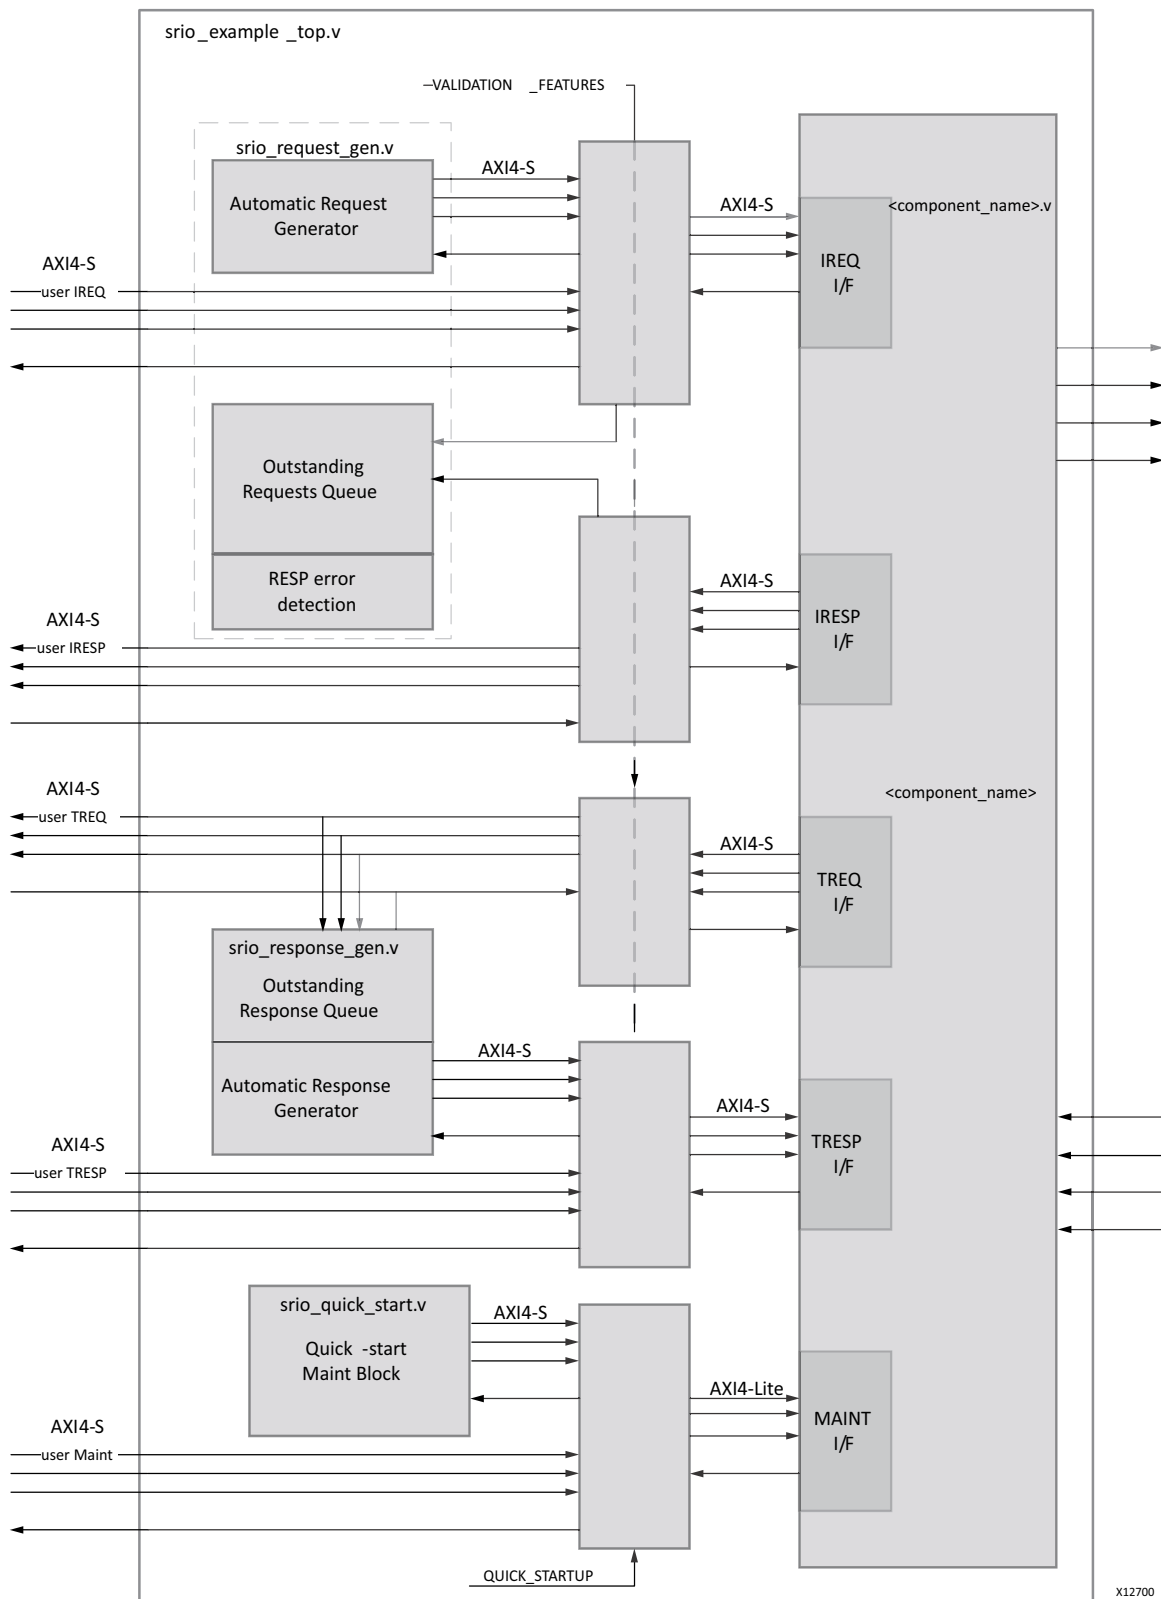 srio_example _top.v
VALIDATION _FEATURES
srio_request_gen.v
AXI4-S
Automatic Request
Generator
AXI4-S
<component_name>.v
IREQ
I/F
AXI4-S
user IREQ
Outstanding
Requests Queue
RESP error
detection
AXI4-S
IRESP
I/F
AXI4-S
user IRESP
AXI4-S
user TREQ
<component_name>
AXI4-S
TREQ
I/F
srio_response_gen.v
Outstanding
Response Queue
AXI4-S
Automatic Response
Generator
AXI4-S
TRESP
I/F
AXI4-S
user TRESP
srio_quick_start.v
AXI4-S
Quick -start
Maint Block
AXI4-Lite
MAINT
I/F
AXI4-S
user Maint
QUICK_STARTUP
X12700